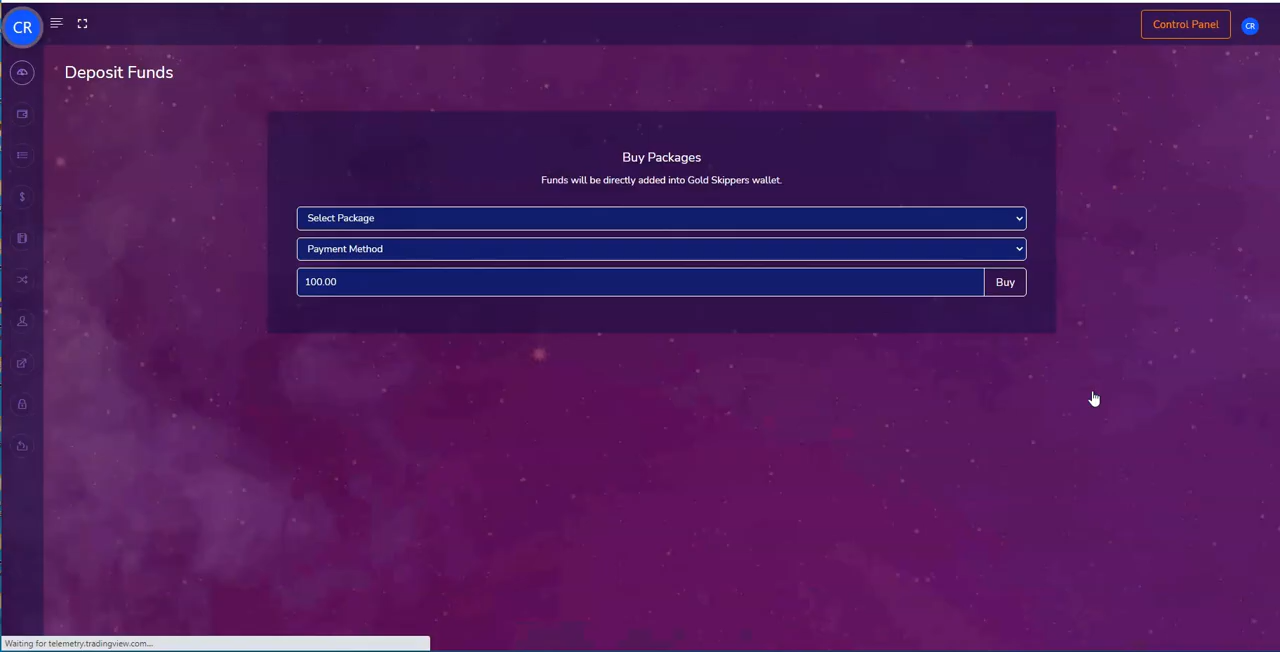 CR
Control Panel
CR
Deposit Funds
Buy Packages
Funds will be directly added into Gold Skippers wallet.
Select Package
Payment Method
100.00
Buy
Waiting for telemetry.tradingview.com...